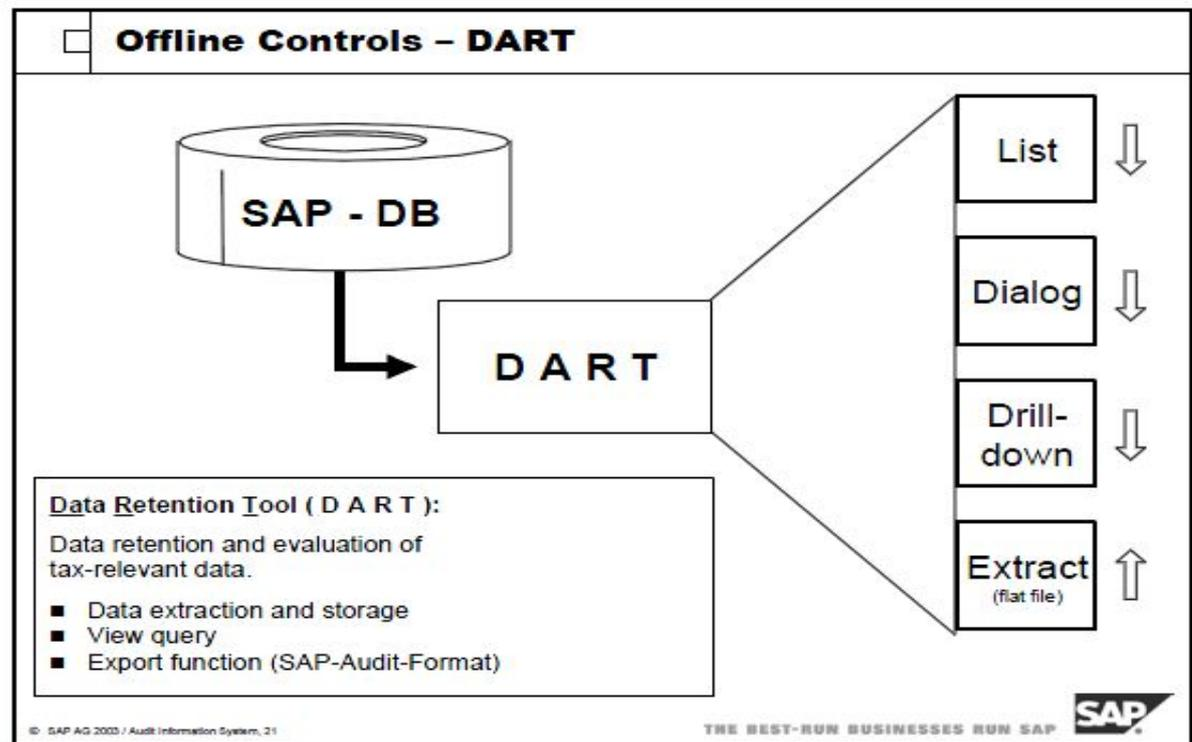 Offline Controls – DART
SAP - DB
D A R T
List
Dialog
Drill-
down
Extract
(flat file)
Data Retention Tool ( D A R T ):
Data retention and evaluation of
tax-relevant data.
■ Data extraction and storage
■ View query
■ Export function (SAP-Audit-Format)
© SAP AG 2003 / Audit Information System, 21
THE BEST-RUN BUSINESSES RUN SAP
SAP